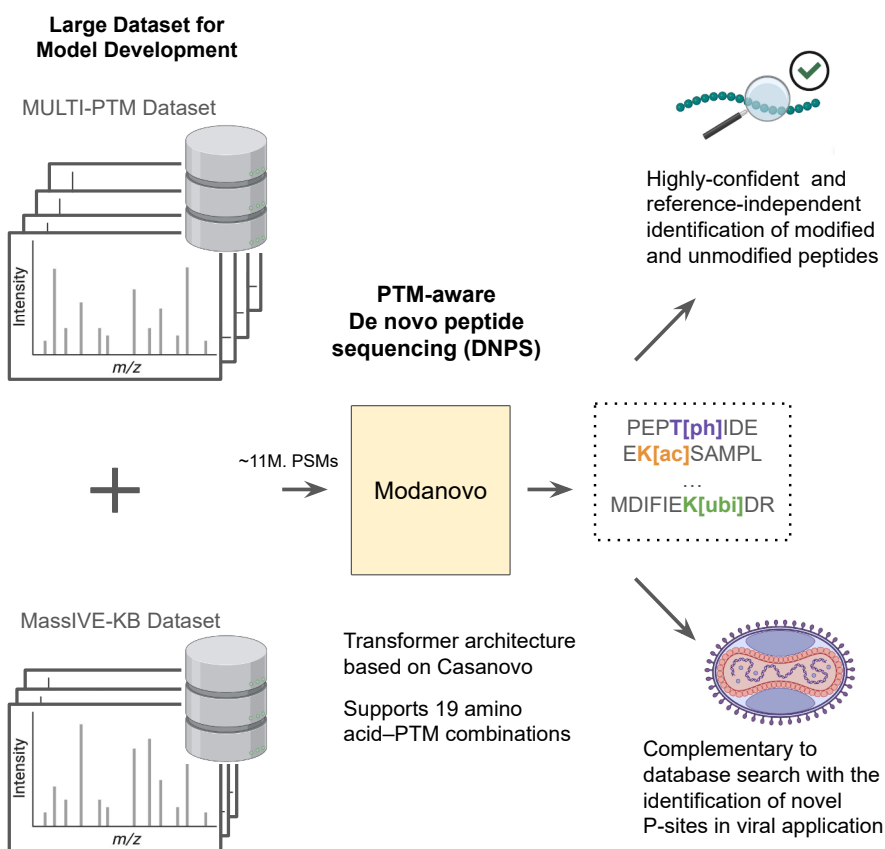 Large Dataset for
Model Development
MULTI-PTM Dataset
Intensity
m/z
+
MassIVE-KB Dataset
Intensity
m/z
~11M. PSMs
PTM-aware
De novo peptide
sequencing (DNPS)
Modanovo
Transformer architecture
based on Casanovo
Supports 19 amino
acid–PTM combinations
PEPT[ph]IDE
EK[ac]SAMPL
...
MDIFIEK[ubi]DR
Highly-confident and
reference-independent
identification of modified
and unmodified peptides
Complementary to
database search with the
identification of novel
P-sites in viral application